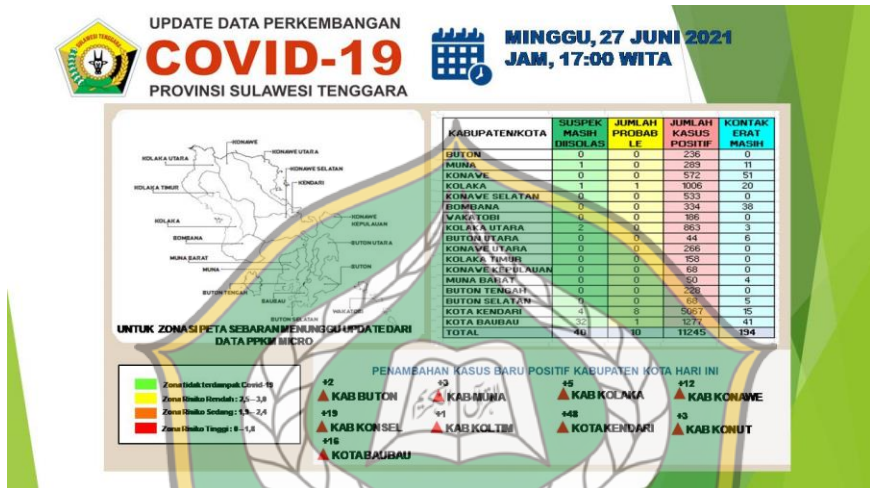 UPDATE DATA PERKEMBANGAN
COVID-19
PROVINSI SULAWESI TENGGARA
MINGGU, 27 JUNI 2021
JAM, 17:00 WITA
KONAWE
KOLAKA UTARA
KONAWE UTARA
KONAWE SELATAN
KENDARI
KOLAKA TIMUR
KOLAKA
KONAWE KEPULAUAN
BOMBANA
BUTON UTARA
MUNA BARAT
MUNA
BUTON
BUTON TENGAH
BAUBAU
WAKATOBI
BUTON SELATAN
UNTUK ZONASI PETA SEBARAN MENUNGGU UPDATE DARI
DATA PPKM MICRO
KABUPATEN/KOTA SUSPEK MASIH DIISOLAS JUMLAH PROBAB LE JUMLAH KASUS POSITIF KONTAK ERAT MASIH
BUTON 0 0 236 0
MUNA 1 0 289 11
KONAWE 0 0 572 51
KOLAKA 1 1 1006 20
KONAWE SELATAN 0 0 533 0
BOMBANA 0 0 334 38
WAKATOBI 0 0 186 0
KOLAKA UTARA 2 0 863 3
BUTON UTARA 0 0 44 6
KONAWE UTARA 0 0 266 0
KOLAKA TIMUR 0 0 158 0
KONAWE KEPULAUAN 0 0 68 0
MUNA BARAT 0 0 50 4
BUTON TENGAH 0 0 228 0
BUTON SELATAN 0 0 68 5
KOTA KENDARI 4 8 5067 15
KOTA BAUBAU 32 1 1277 41
TOTAL 40 10 11245 194
Zona tidak terdampak Covid-19
Zona Risiko Rendah : 2,5 – 3,0
Zona Risiko Sedang : 1,9 – 2,4
Zona Risiko Tinggi : 0 – 1,8
PENAMBAHAN KASUS BARU POSITIF KABUPATEN KOTA HARI INI
+2 +3 +5 +12
KAB BUTON KAB MUNA KAB KOLAKA KAB KONAWE
+19 +1 +48 +3
KAB KONSEL KAB KOLTIM KOTA KENDARI KAB KONUT
+16
KOTA BAUBAU